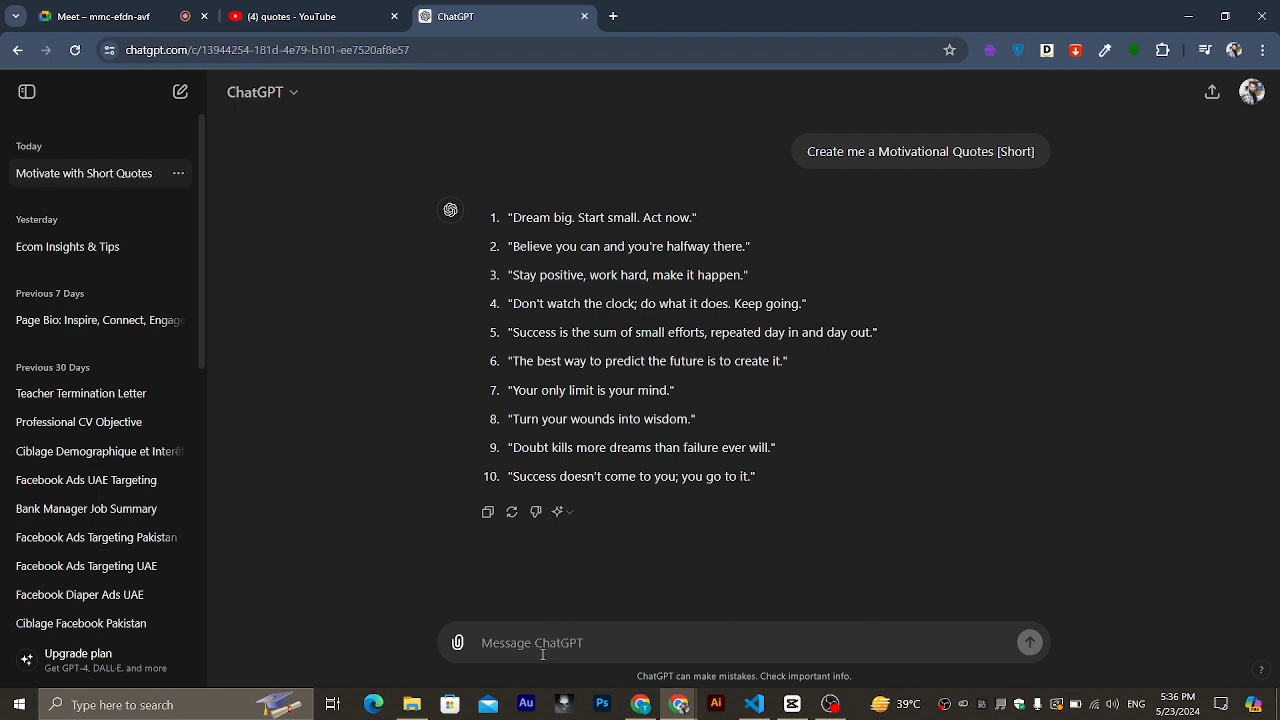 Meet – mmc-edjn-avf
(4) quotes - YouTube
ChatGPT
chatgpt.com/c/13944254-181d-4e79-b101-ee7520af8e57
ChatGPT
Today
Motivate with Short Quotes
Yesterday
Ecom Insights & Tips
Previous 7 Days
Page Bio: Inspire, Connect, Engage
Previous 30 Days
Teacher Termination Letter
Professional CV Objective
Ciblage Demographique et Interêt
Facebook Ads UAE Targeting
Bank Manager Job Summary
Facebook Ads Targeting Pakistan
Facebook Ads Targeting UAE
Facebook Diaper Ads UAE
Ciblage Facebook Pakistan
Upgrade plan
Get GPT-4, DALL·E, and more
Create me a Motivational Quotes [Short]
1. "Dream big. Start small. Act now."
2. "Believe you can and you're halfway there."
3. "Stay positive, work hard, make it happen."
4. "Don't watch the clock; do what it does. Keep going."
5. "Success is the sum of small efforts, repeated day in and day out."
6. "The best way to predict the future is to create it."
7. "Your only limit is your mind."
8. "Turn your wounds into wisdom."
9. "Doubt kills more dreams than failure ever will."
10. "Success doesn't come to you; you go to it."
Message ChatGPT
ChatGPT can make mistakes. Check important info.
?
Type here to search
Au
Ps
Ai
39°C
ENG
5:36 PM
5/23/2024